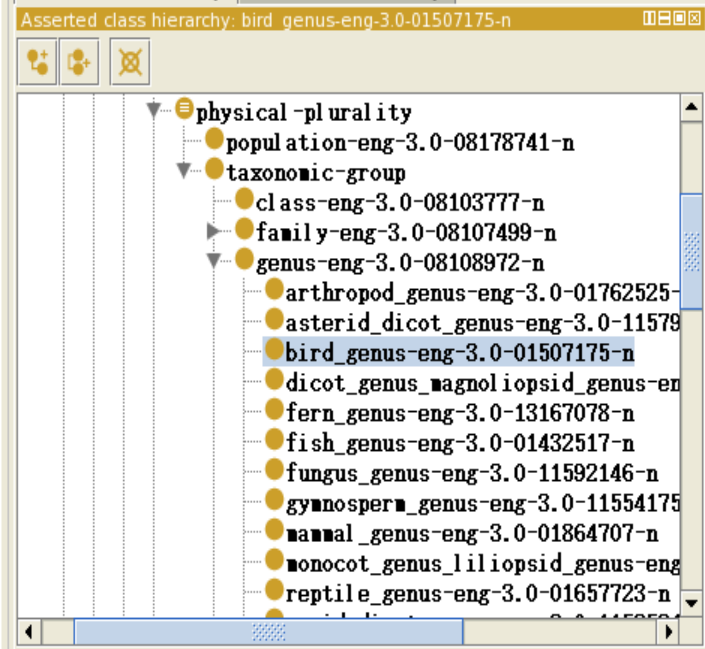 Asserted class hierarchy: bird_genus-eng-3.0-01507175-n
physical-plurality
population-eng-3.0-08178741-n
taxonomic-group
class-eng-3.0-08103777-n
family-eng-3.0-08107499-n
genus-eng-3.0-08108972-n
arthropod_genus-eng-3.0-01762525-
asterid_dicot_genus-eng-3.0-11579
bird_genus-eng-3.0-01507175-n
dicot_genus_magnoliopsid_genus-en
fern_genus-eng-3.0-13167078-n
fish_genus-eng-3.0-01432517-n
fungus_genus-eng-3.0-11592146-n
gymnosperm_genus-eng-3.0-11554175
mammal_genus-eng-3.0-01864707-n
monocot_genus_liliopsid_genus-eng
reptile_genus-eng-3.0-01657723-n